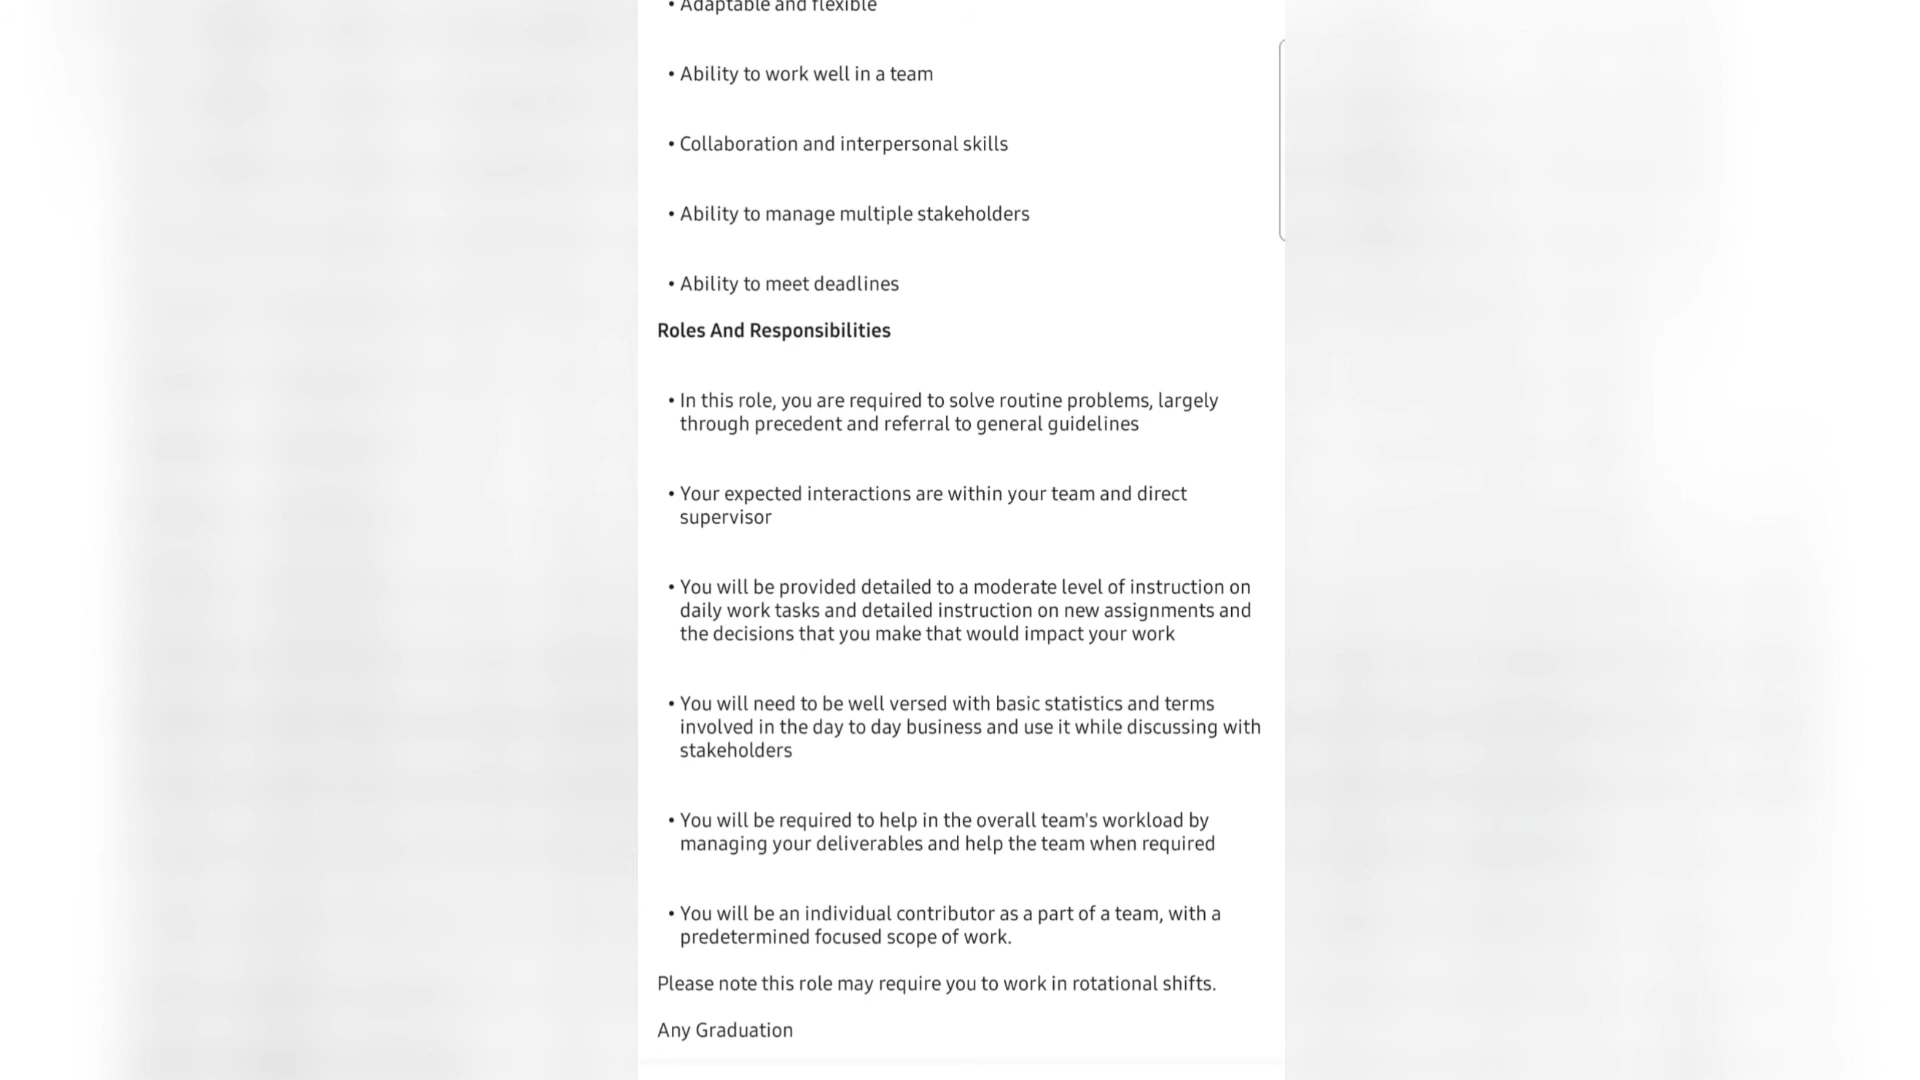 • Adaptable and flexible
• Ability to work well in a team
• Collaboration and interpersonal skills
• Ability to manage multiple stakeholders
• Ability to meet deadlines
Roles And Responsibilities
• In this role, you are required to solve routine problems, largely
through precedent and referral to general guidelines
• Your expected interactions are within your team and direct
supervisor
• You will be provided detailed to a moderate level of instruction on
daily work tasks and detailed instruction on new assignments and
the decisions that you make that would impact your work
• You will need to be well versed with basic statistics and terms
involved in the day to day business and use it while discussing with
stakeholders
• You will be required to help in the overall team's workload by
managing your deliverables and help the team when required
• You will be an individual contributor as a part of a team, with a
predetermined focused scope of work.
Please note this role may require you to work in rotational shifts.
Any Graduation